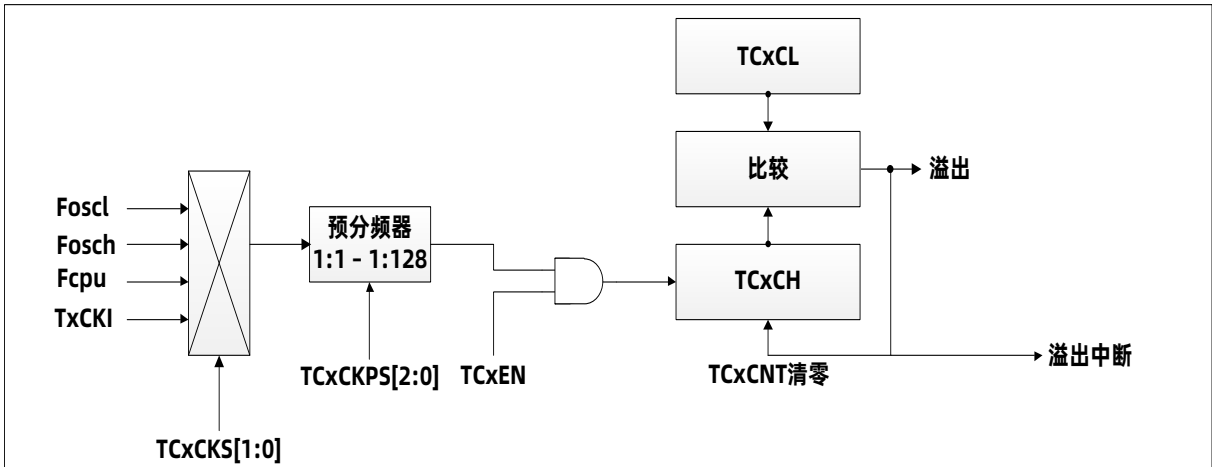 TCxCL
比较
溢出
Foscl
Fosch
Fcpu
TxCKI
预分频器
1:1 - 1:128
TCxCH
溢出中断
TCxCKPS[2:0]
TCxEN
TCxCNT清零
TCxCKS[1:0]